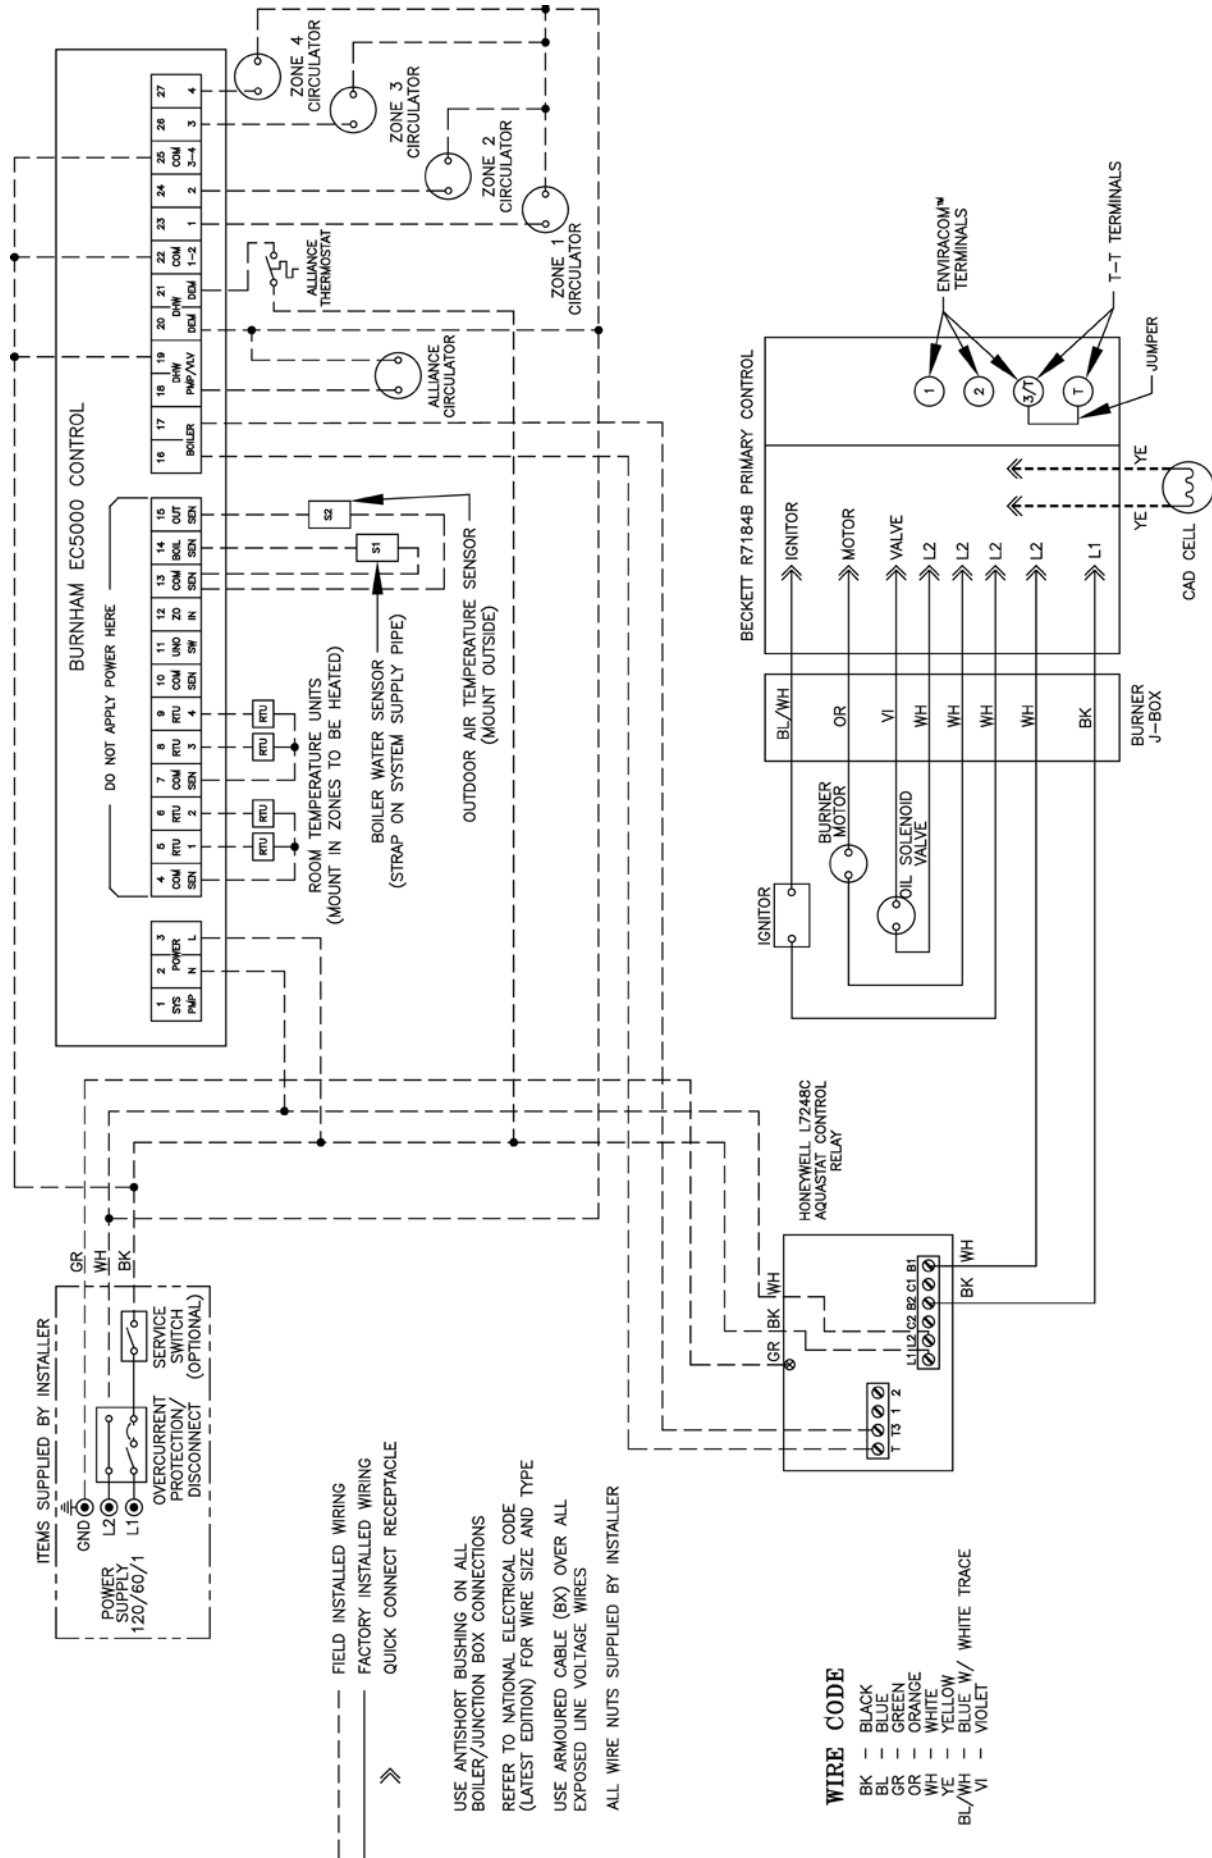 ITEMS SUPPLIED BY INSTALLER
GND
L2
L1
POWER
SUPPLY
120/60/1
OVERCURRENT
PROTECTION/
DISCONNECT
SERVICE
SWITCH
(OPTIONAL)
GR
WH
BK
BURNHAM EC5000 CONTROL
DO NOT APPLY POWER HERE
1 2 3
SYS POWER
PMP N L
4 5 6 7 8 9 10 11 12 13 14 15
COM RTU RTU COM RTU RTU COM UNO ZO COM BOIL OUT
SEN 1 2 SEN 3 4 SEN SW IN SEN SEN SEN
16 17 18 19 20 21 22 23 24 25 26 27
BOILER DHW DHW COM COM
PMP/VLV DEM DEM 1-2 1 2 3-4 3 4
RTU
RTU
RTU
RTU
ROOM TEMPERATURE UNITS
(MOUNT IN ZONES TO BE HEATED)
S1
S2
BOILER WATER SENSOR
(STRAP ON SYSTEM SUPPLY PIPE)
OUTDOOR AIR TEMPERATURE SENSOR
(MOUNT OUTSIDE)
ALLIANCE
CIRCULATOR
ALLIANCE
THERMOSTAT
ZONE 1
CIRCULATOR
ZONE 2
CIRCULATOR
ZONE 3
CIRCULATOR
ZONE 4
CIRCULATOR
FIELD INSTALLED WIRING
FACTORY INSTALLED WIRING
QUICK CONNECT RECEPTACLE
USE ANTISHORT BUSHING ON ALL
BOILER/JUNCTION BOX CONNECTIONS
REFER TO NATIONAL ELECTRICAL CODE
(LATEST EDITION) FOR WIRE SIZE AND TYPE
USE ARMOURED CABLE (BX) OVER ALL
EXPOSED LINE VOLTAGE WIRES
ALL WIRE NUTS SUPPLIED BY INSTALLER
HONEYWELL L7248C
AQUASTAT CONTROL
RELAY
GR
BK
WH
T T3 1 2
L1 L2 C2 B2 C1 B1
BK
WH
IGNITOR
BURNER
MOTOR
OIL SOLENOID
VALVE
BL/WH
OR
VI
WH
WH
WH
WH
BK
BURNER
J-BOX
BECKETT R7184B PRIMARY CONTROL
IGNITOR
MOTOR
VALVE
L2
L2
L2
L2
L1
1
2
3/T
T
ENVIRACOM™
TERMINALS
T-T TERMINALS
JUMPER
YE
YE
CAD CELL
WIRE CODE
BK - BLACK
BL - BLUE
GR - GREEN
OR - ORANGE
WH - WHITE
YE - YELLOW
BL/WH - BLUE W/ WHITE TRACE
VI - VIOLET